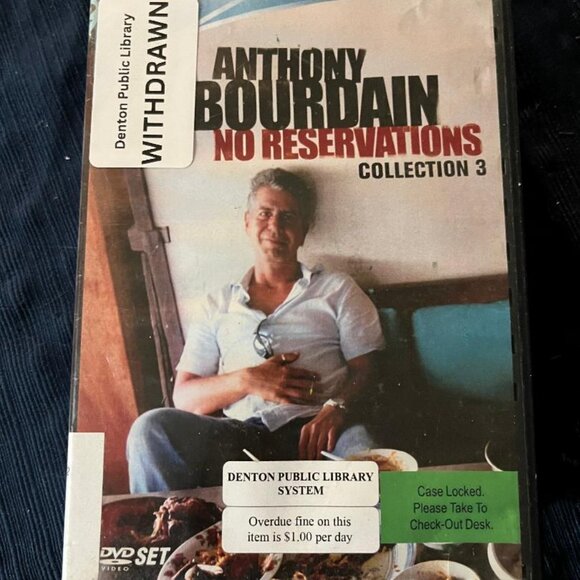 Denton Public Library
WITHDRAWN
ANTHONY
BOURDAIN
NO RESERVATIONS
COLLECTION 3
DENTON PUBLIC LIBRARY
SYSTEM
Overdue fine on this
item is $1.00 per day
Case Locked.
Please Take To
Check-Out Desk.
DVD SET
VIDEO